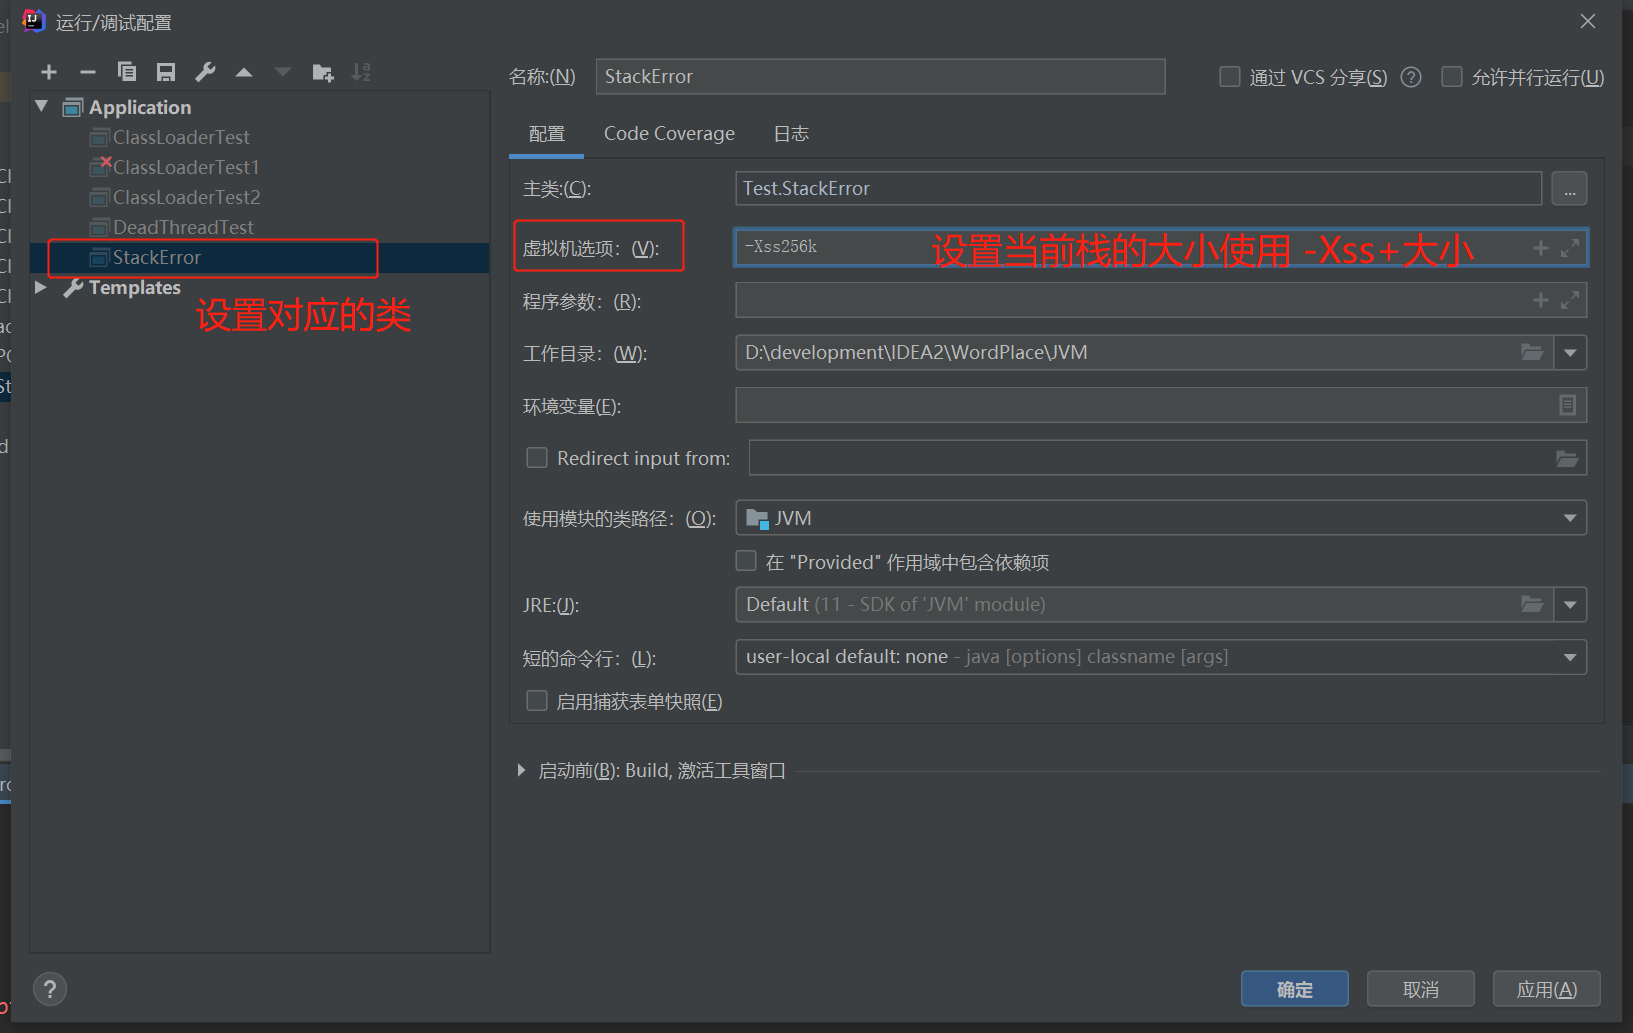 运行/调试配置
名称:(N) StackError 通过 VCS 分享(S) 允许并行运行(U)
Application
ClassLoaderTest
ClassLoaderTest1
ClassLoaderTest2
DeadThreadTest
StackError
Templates
设置对应的类
配置 Code Coverage 日志
主类:(C): Test.StackError ...
虚拟机选项：(V): -Xss256k 设置当前栈的大小使用 -Xss+大小
程序参数：(R):
工作目录：(W): D:\development\IDEA2\WordPlace\JVM
环境变量(E):
Redirect input from:
使用模块的类路径：(O): JVM
在 "Provided" 作用域中包含依赖项
JRE:(J): Default (11 - SDK of 'JVM' module)
短的命令行：(L): user-local default: none - java [options] classname [args]
启用捕获表单快照(E)
启动前(B): Build, 激活工具窗口
? 确定 取消 应用(A)